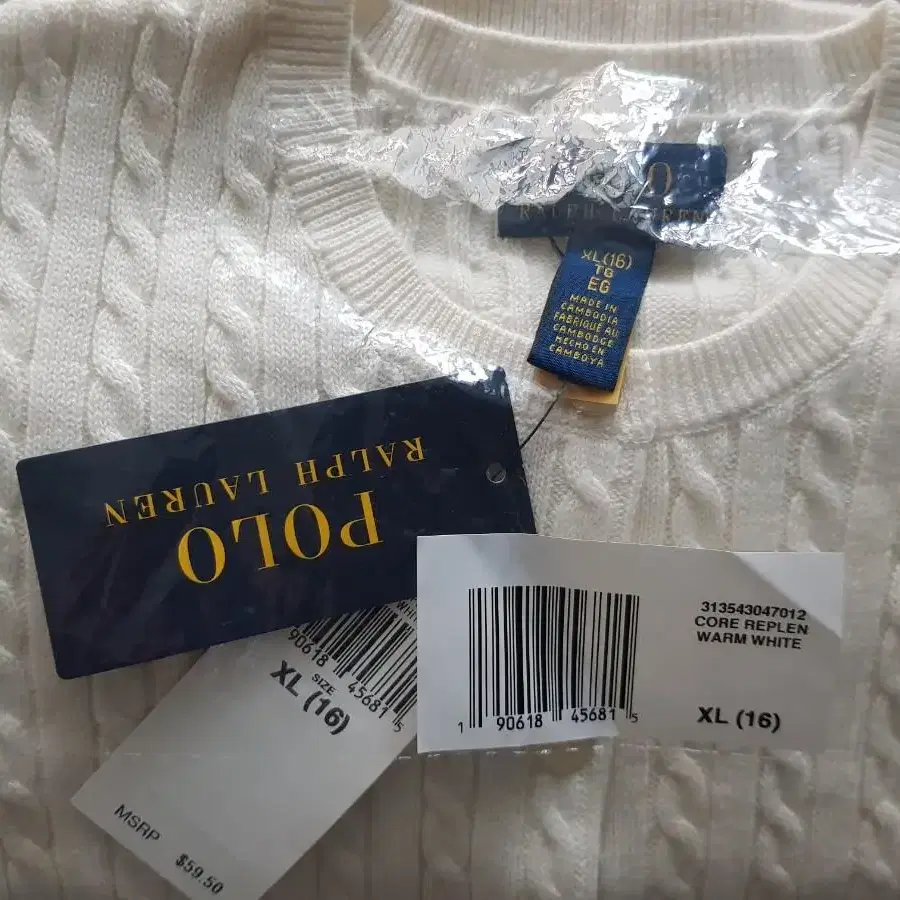 POLO
RALPH LAUREN
XL (16)
TG
EG
MADE IN
CAMBODIA
FABRIQUÉ AU
CAMBODGE
HECHO EN
CAMBOYA
POLO
RALPH LAUREN
313543047012
CORE REPLEN
WARM WHITE
1 90618 45681 5
XL (16)
90618 45681 5
SIZE
XL (16)
MSRP
$59.50